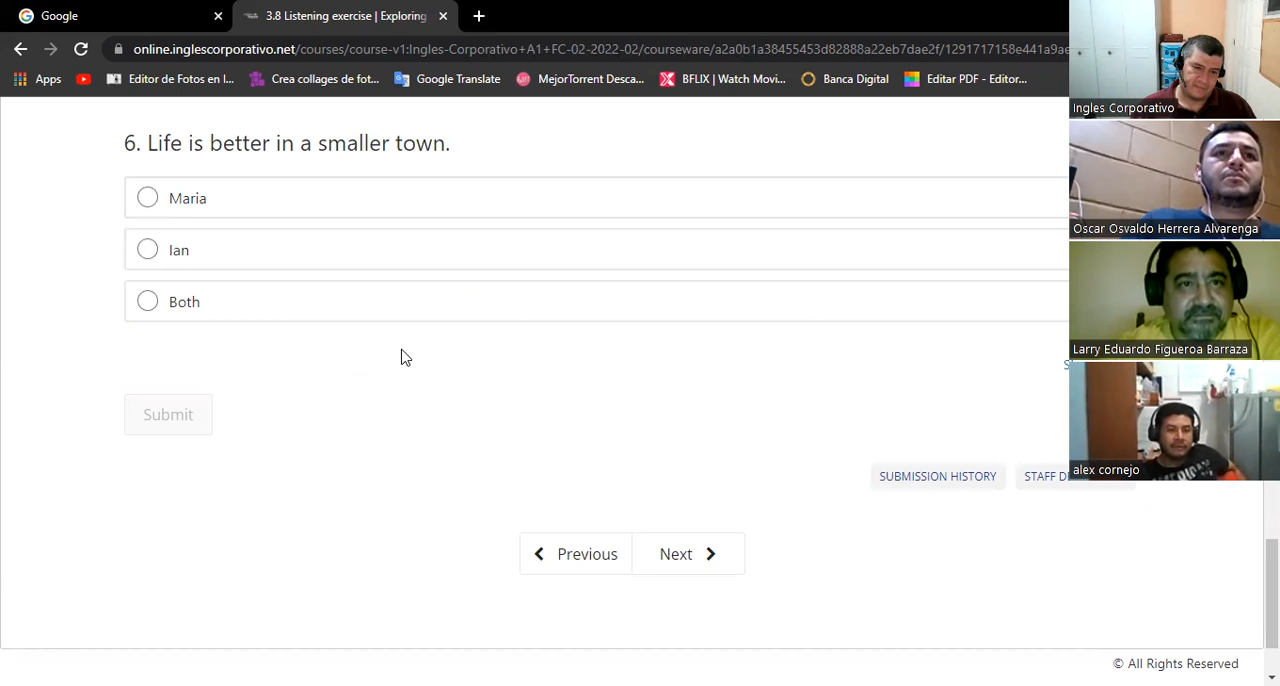 Google
3.8 Listening exercise | Exploring
online.inglescorporativo.net/courses/course-v1:Ingles-Corporativo+A1+FC-02-2022-02/courseware/a2a0b1a38455453d82888a22eb7dae2f/1291717158e441a9ae
Apps
Editor de Fotos en l...
Crea collages de fot...
Google Translate
MejorTorrent Desca...
BFLIX | Watch Movi...
Banca Digital
Editar PDF - Editor...
Ingles Corporativo
Oscar Osvaldo Herrera Alvarenga
Larry Eduardo Figueroa Barraza
alex cornejo
6. Life is better in a smaller town.
Maria
Ian
Both
Submit
SUBMISSION HISTORY
STAFF D
Previous
Next
© All Rights Reserved